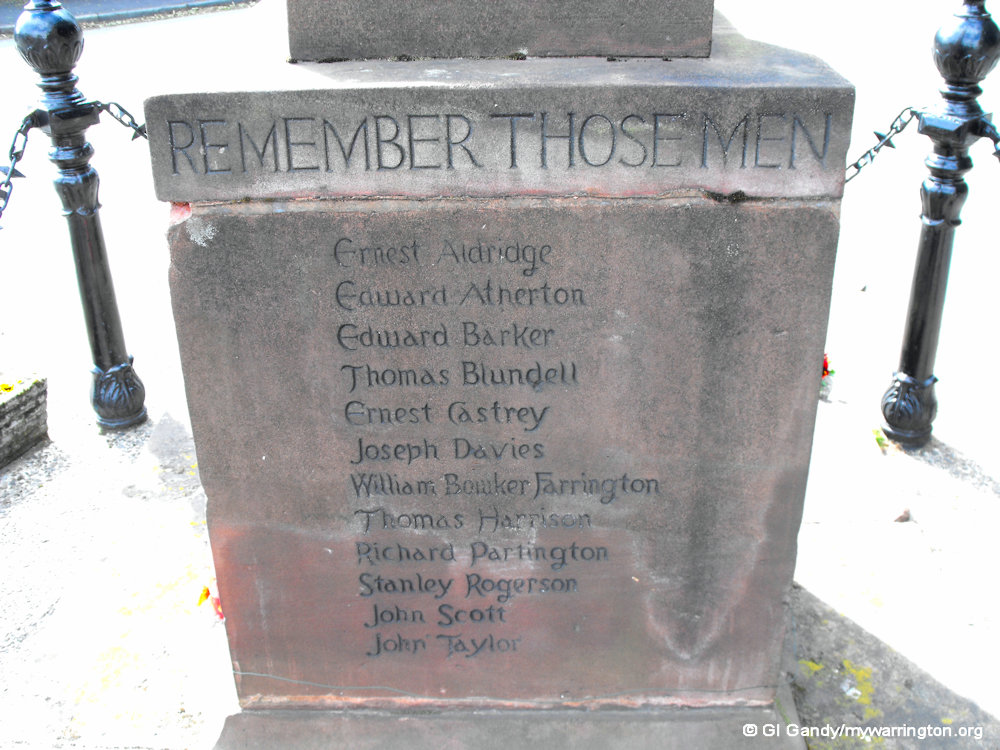 REMEMBER THOSE MEN
Ernest Aldridge
Edward Atherton
Edward Barker
Thomas Blundell
Ernest Castrey
Joseph Davies
William Bowker Farrington
Thomas Harrison
Richard Partington
Stanley Rogerson
John Scott
John Taylor
© GI Gandy/mywarrington.org